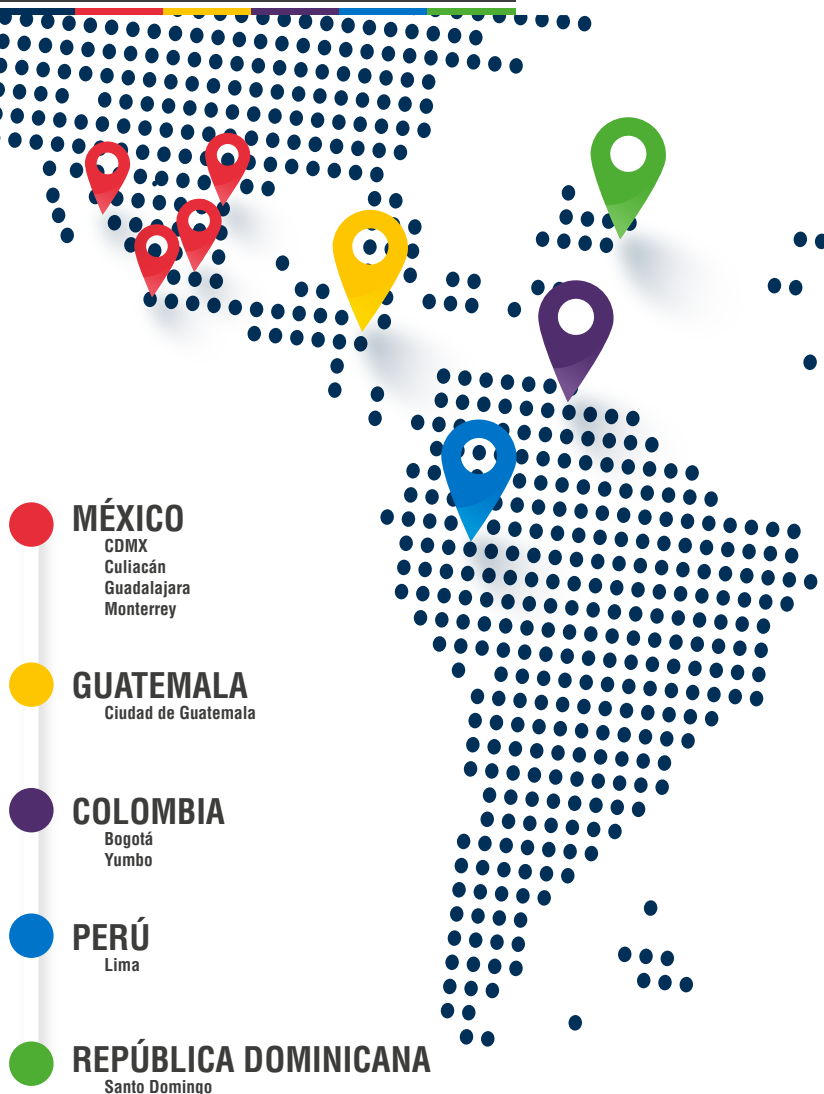 MÉXICO
CDMX
Culiacán
Guadalajara
Monterrey
GUATEMALA
Ciudad de Guatemala
COLOMBIA
Bogotá
Yumbo
PERÚ
Lima
REPÚBLICA DOMINICANA
Santo Domingo